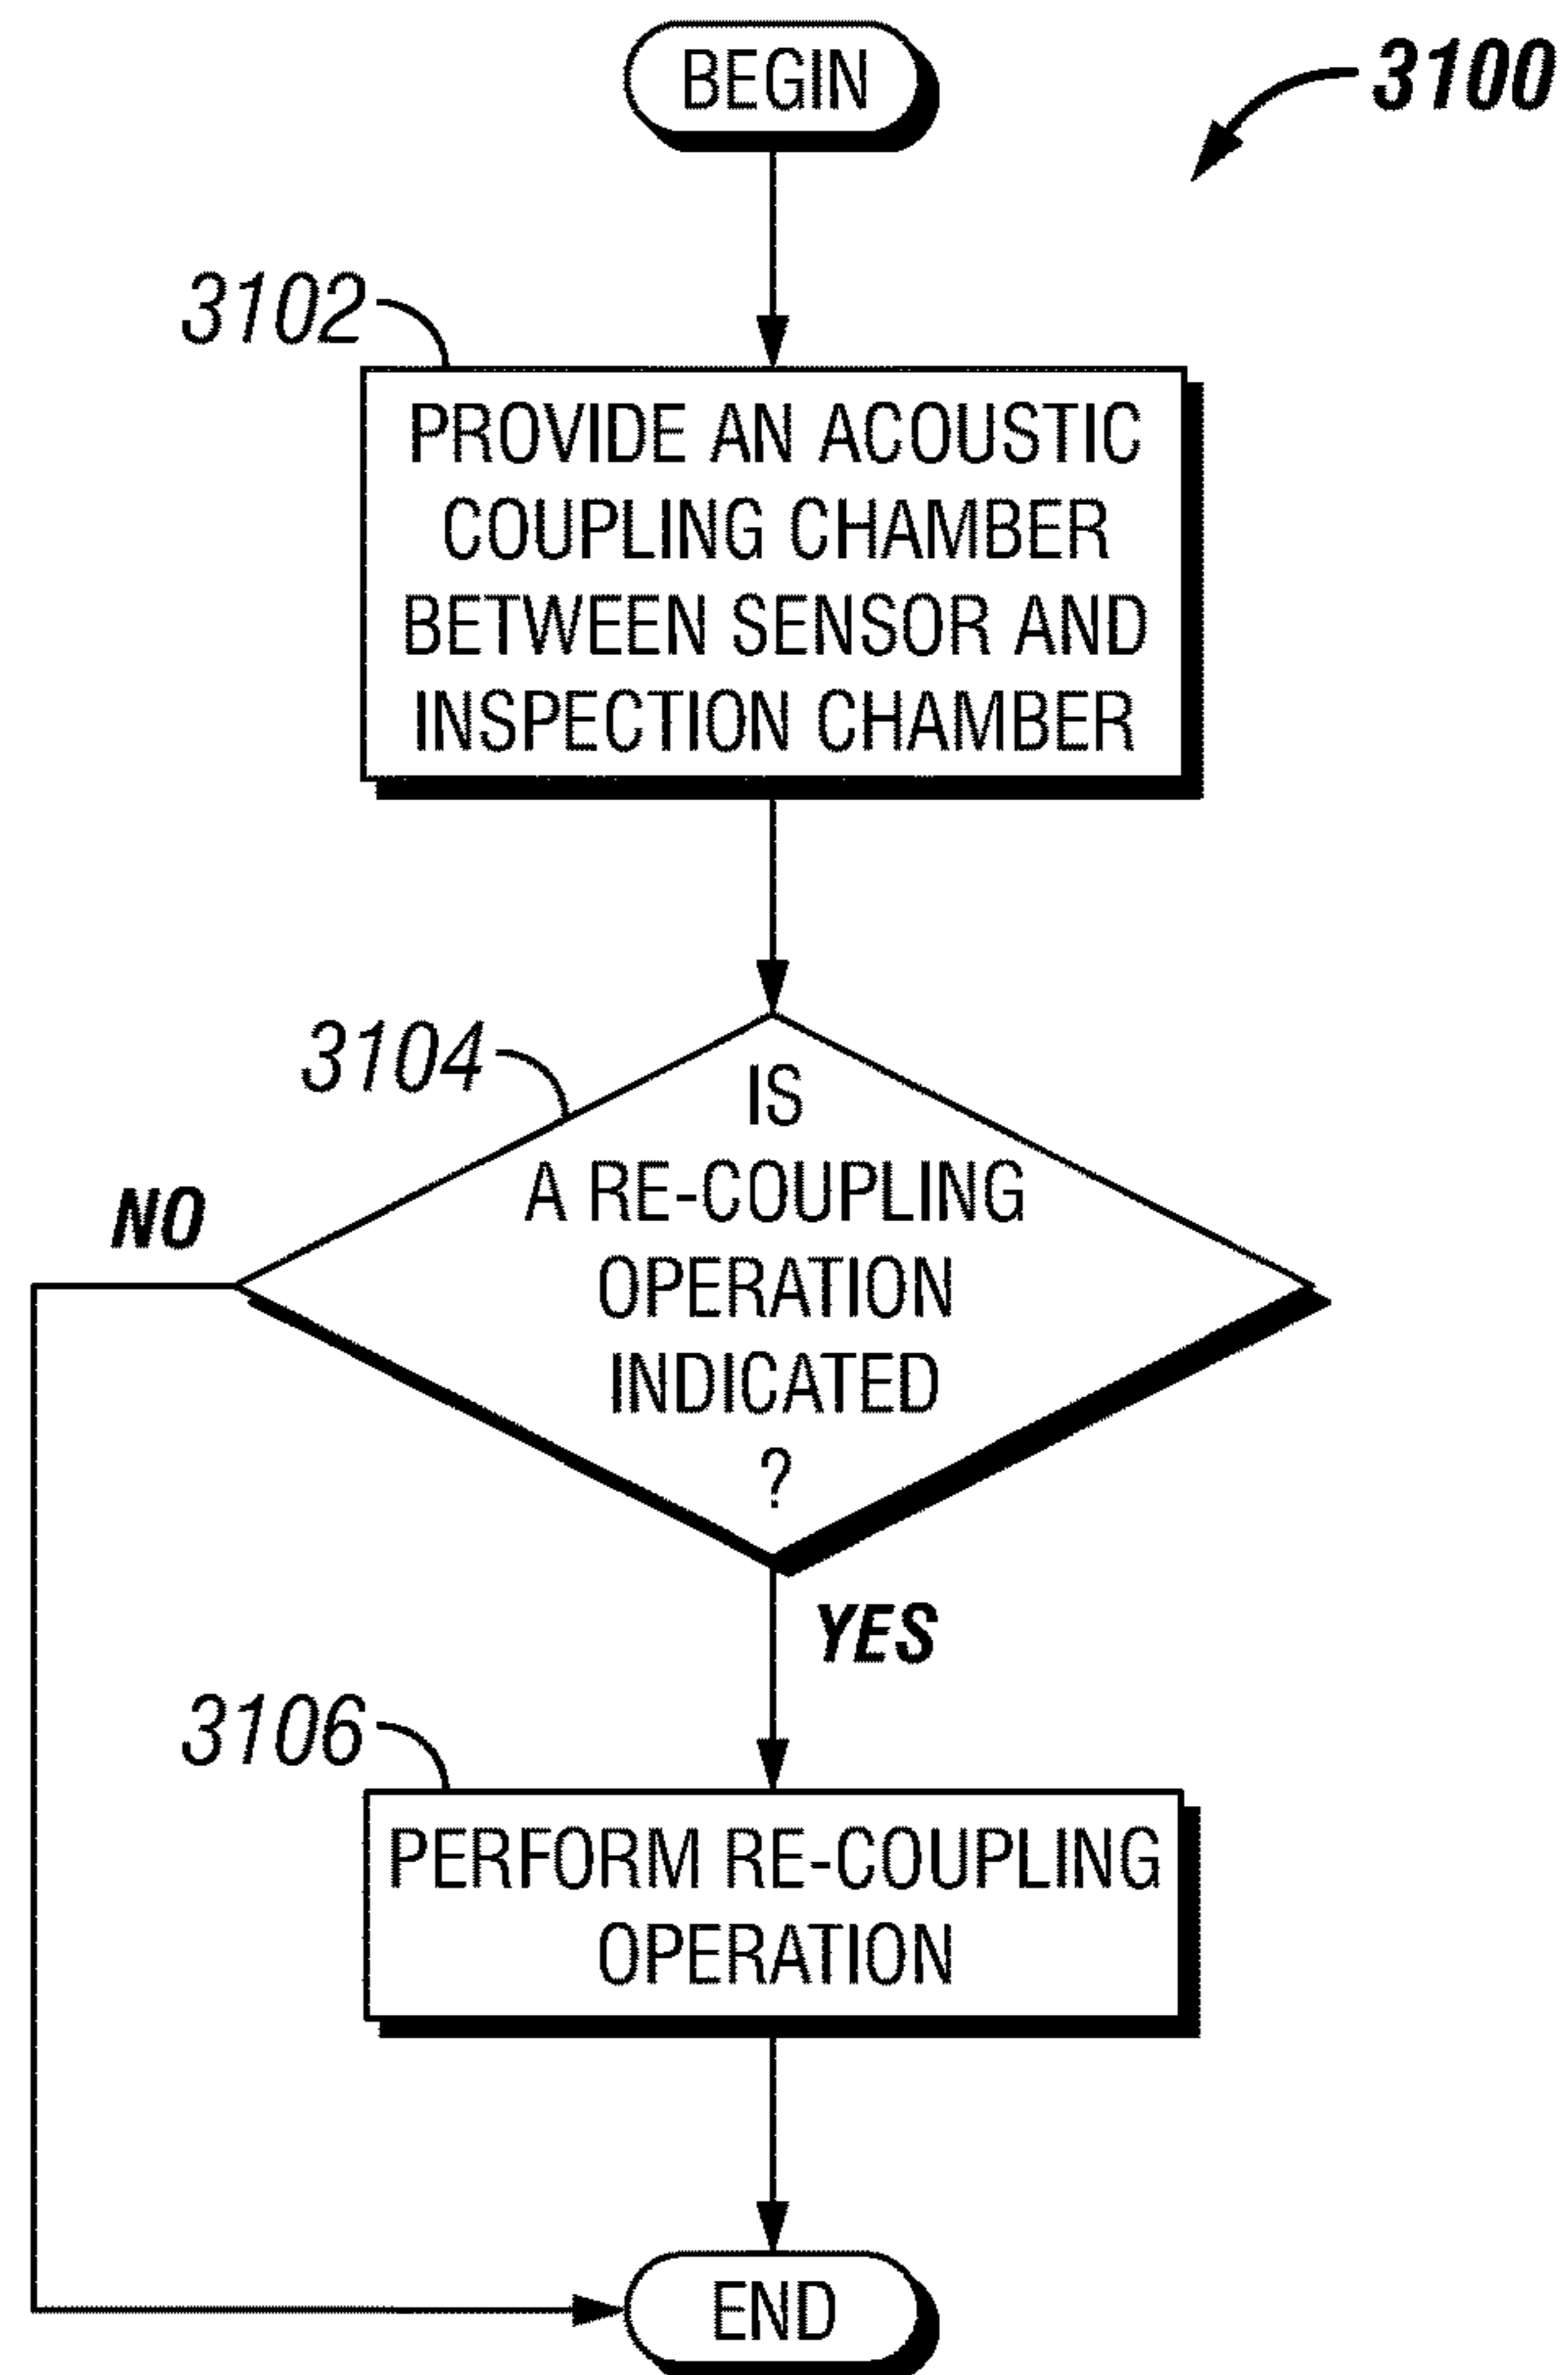 BEGIN
3100
3102
PROVIDE AN ACOUSTIC
COUPLING CHAMBER
BETWEEN SENSOR AND
INSPECTION CHAMBER
3104
IS
A RE-COUPLING
OPERATION
INDICATED
?
NO
YES
3106
PERFORM RE-COUPLING
OPERATION
END